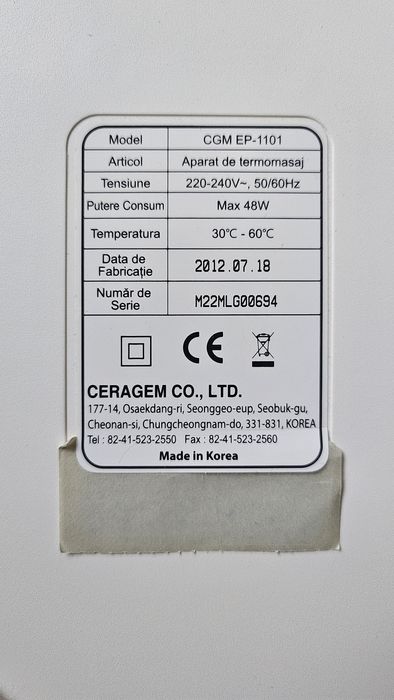 Model CGM EP-1101
Articol Aparat de termomasaj
Tensiune 220-240V~, 50/60Hz
Putere Consum Max 48W
Temperatura 30℃ - 60℃
Data de Fabricație 2012.07.18
Număr de Serie M22MLG00694
CE
CERAGEM CO., LTD.
177-14, Osaekdang-ri, Seonggeo-eup, Seobuk-gu,
Cheonan-si, Chungcheongnam-do, 331-831, KOREA
Tel : 82-41-523-2550 Fax : 82-41-523-2560
Made in Korea